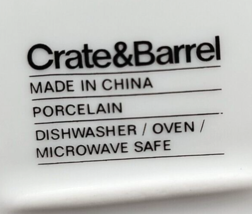 Crate&Barrel
MADE IN CHINA
PORCELAIN
DISHWASHER / OVEN /
MICROWAVE SAFE